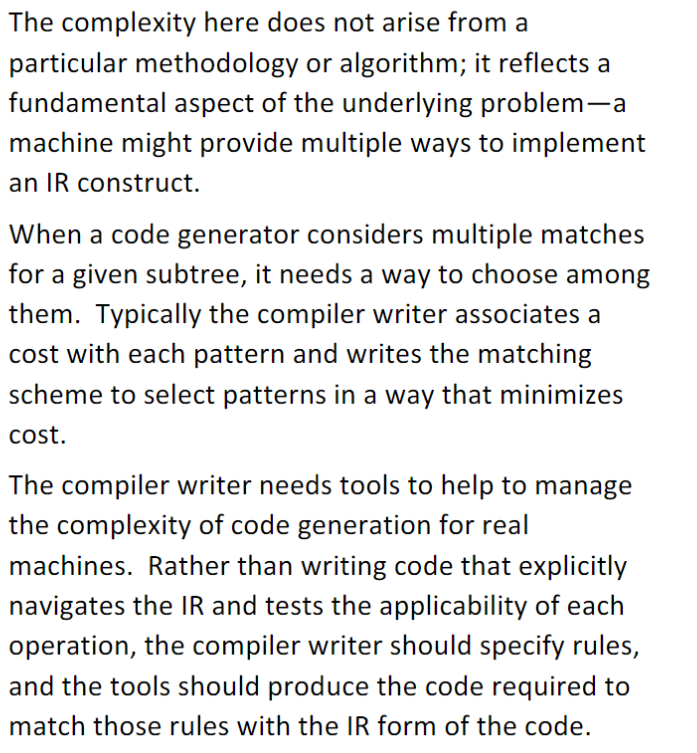 The complexity here does not arise from a
particular methodology or algorithm; it reflects a
fundamental aspect of the underlying problem—a
machine might provide multiple ways to implement
an IR construct.
When a code generator considers multiple matches
for a given subtree, it needs a way to choose among
them.  Typically the compiler writer associates a
cost with each pattern and writes the matching
scheme to select patterns in a way that minimizes
cost.
The compiler writer needs tools to help to manage
the complexity of code generation for real
machines.  Rather than writing code that explicitly
navigates the IR and tests the applicability of each
operation, the compiler writer should specify rules,
and the tools should produce the code required to
match those rules with the IR form of the code.